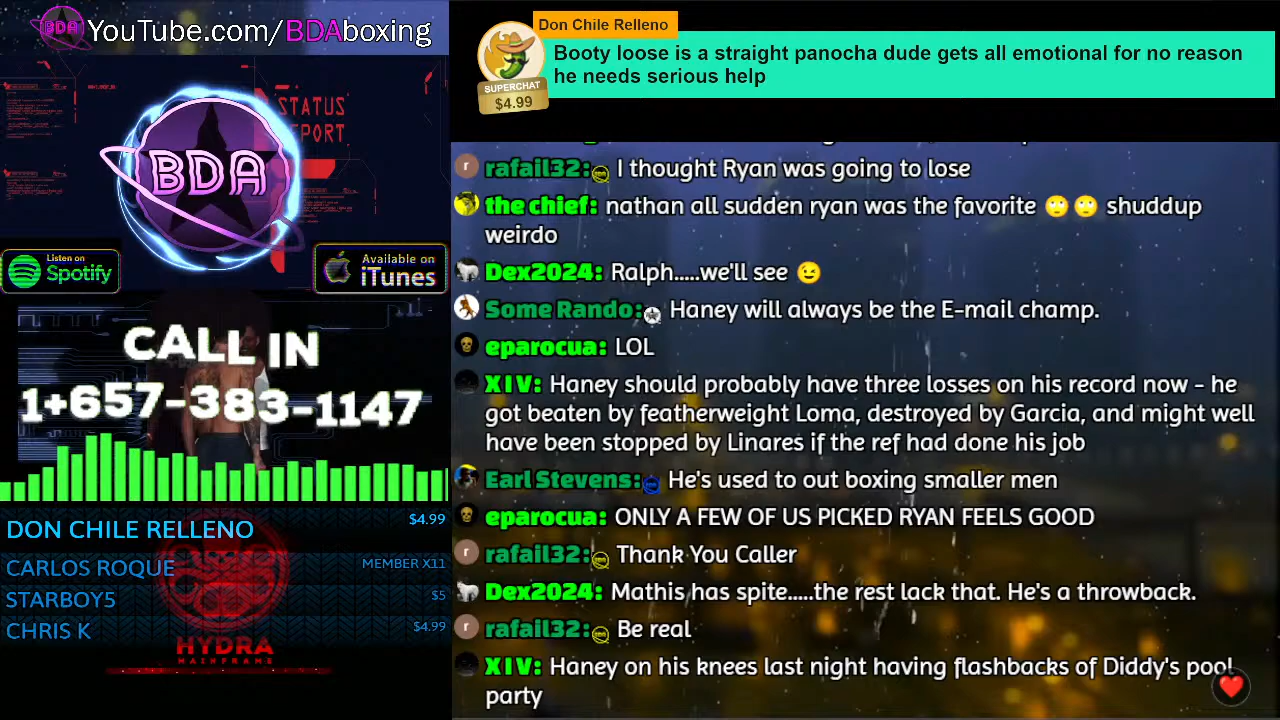 BDA
YouTube.com/BDAboxing
STATUS
REPORT
BDA
Listen on
Spotify
Available on
iTunes
CALL IN
1+657-383-1147
DON CHILE RELLENO $4.99
CARLOS ROQUE MEMBER X11
STARBOY5 $5
CHRIS K $4.99
HYDRA
MAINFRAME
Don Chile Relleno
Booty loose is a straight panocha dude gets all emotional for no reason
he needs serious help
SUPERCHAT
$4.99
r rafail32: I thought Ryan was going to lose
the chief: nathan all sudden ryan was the favorite 🙄 🙄 shuddup
weirdo
Dex2024: Ralph.....we'll see 😉
Some Rando: Haney will always be the E-mail champ.
eparocua: LOL
X I V: Haney should probably have three losses on his record now - he
got beaten by featherweight Loma, destroyed by Garcia, and might well
have been stopped by Linares if the ref had done his job
Earl Stevens: He's used to out boxing smaller men
eparocua: ONLY A FEW OF US PICKED RYAN FEELS GOOD
r rafail32: Thank You Caller
Dex2024: Mathis has spite.....the rest lack that. He's a throwback.
r rafail32: Be real
X I V: Haney on his knees last night having flashbacks of Diddy's pool
party